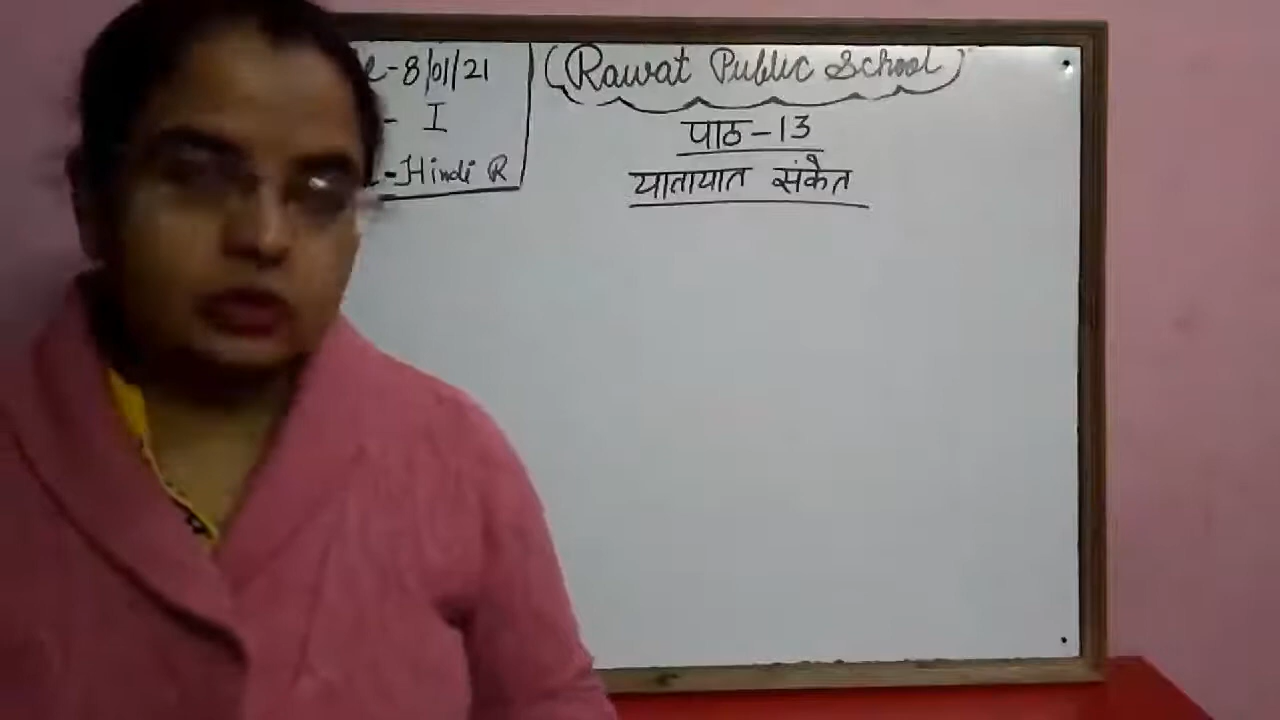 -8/01/21
- I
-Hindi R
(Rawat Public School)
पाठ-13
यातायात संकेत